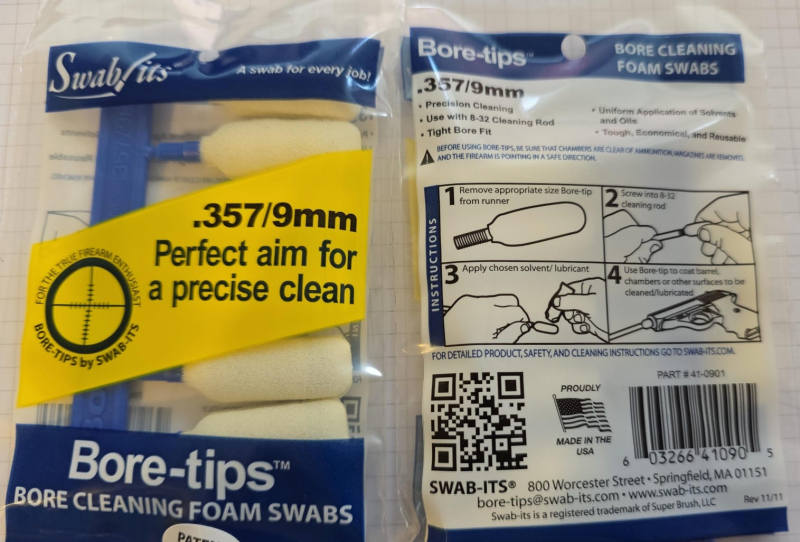 Swab-its®
A swab for every job!
.357/9mm
Perfect aim for
a precise clean
FOR THE TRUE FIREARM ENTHUSIAST
BORE-TIPS by SWAB-ITS
Bore-tips™
BORE CLEANING FOAM SWABS
Bore-tips™
BORE CLEANING
FOAM SWABS
.357/9mm
• Precision Cleaning
• Use with 8-32 Cleaning Rod
• Tight Bore Fit
• Uniform Application of Solvents
and Oils
• Tough, Economical, and Reusable
BEFORE USING BORE-TIPS, BE SURE THAT CHAMBERS ARE CLEAR OF AMMUNITION, MAGAZINES ARE REMOVED,
AND THE FIREARM IS POINTING IN A SAFE DIRECTION.
INSTRUCTIONS
1 Remove appropriate size Bore-tip
from runner
2 Screw into 8-32
cleaning rod
3 Apply chosen solvent/ lubricant
4 Use Bore-tip to coat barrel,
chambers or other surfaces to be
cleaned/lubricated
FOR DETAILED PRODUCT, SAFETY, AND CLEANING INSTRUCTIONS GO TO SWAB-ITS.COM.
PROUDLY
MADE IN THE
USA
PART # 41-0901
6 03266 41090 5
SWAB-ITS® 800 Worcester Street • Springfield, MA 01151
bore-tips@swab-its.com • www.swab-its.com
Swab-its is a registered trademark of Super Brush, LLC
Rev 11/11